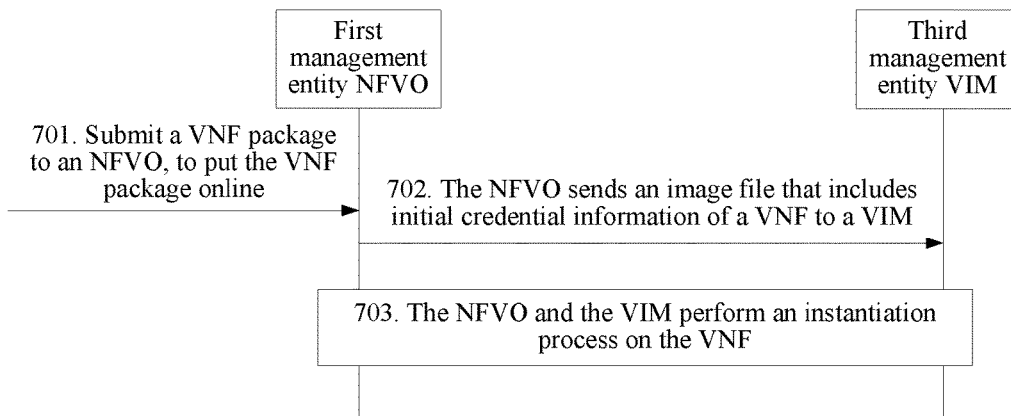 First
management
entity NFVO
Third
management
entity VIM
701. Submit a VNF package
to an NFVO, to put the VNF
package online
702. The NFVO sends an image file that includes
initial credential information of a VNF to a VIM
703. The NFVO and the VIM perform an instantiation
process on the VNF